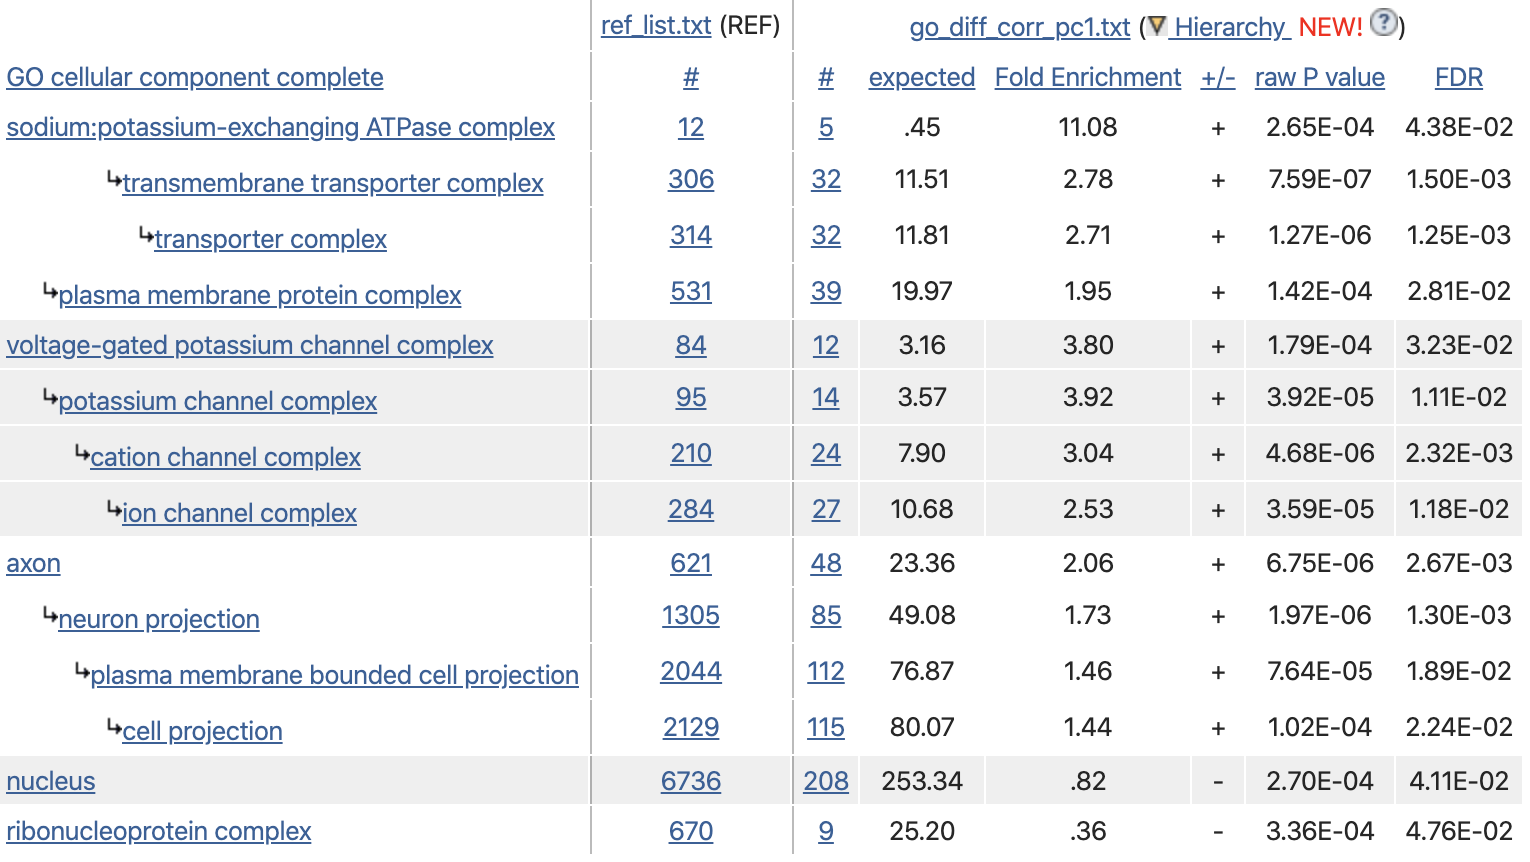 ref_list.txt (REF) go_diff_corr_pc1.txt (Hierarchy NEW! ?)
GO cellular component complete # # expected Fold Enrichment +/- raw P value FDR
sodium:potassium-exchanging ATPase complex 12 5 .45 11.08 + 2.65E-04 4.38E-02
transmembrane transporter complex 306 32 11.51 2.78 + 7.59E-07 1.50E-03
transporter complex 314 32 11.81 2.71 + 1.27E-06 1.25E-03
plasma membrane protein complex 531 39 19.97 1.95 + 1.42E-04 2.81E-02
voltage-gated potassium channel complex 84 12 3.16 3.80 + 1.79E-04 3.23E-02
potassium channel complex 95 14 3.57 3.92 + 3.92E-05 1.11E-02
cation channel complex 210 24 7.90 3.04 + 4.68E-06 2.32E-03
ion channel complex 284 27 10.68 2.53 + 3.59E-05 1.18E-02
axon 621 48 23.36 2.06 + 6.75E-06 2.67E-03
neuron projection 1305 85 49.08 1.73 + 1.97E-06 1.30E-03
plasma membrane bounded cell projection 2044 112 76.87 1.46 + 7.64E-05 1.89E-02
cell projection 2129 115 80.07 1.44 + 1.02E-04 2.24E-02
nucleus 6736 208 253.34 .82 - 2.70E-04 4.11E-02
ribonucleoprotein complex 670 9 25.20 .36 - 3.36E-04 4.76E-02